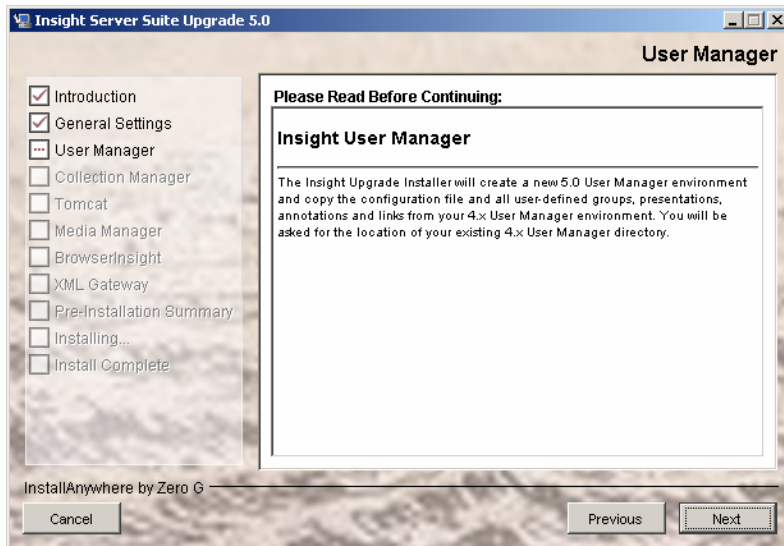 Insight Server Suite Upgrade 5.0
User Manager
Introduction
General Settings
User Manager
Collection Manager
Tomcat
Media Manager
BrowserInsight
XML Gateway
Pre-Installation Summary
Installing...
Install Complete
Please Read Before Continuing:
Insight User Manager
The Insight Upgrade Installer will create a new 5.0 User Manager environment
and copy the configuration file and all user-defined groups, presentations,
annotations and links from your 4.x User Manager environment. You will be
asked for the location of your existing 4.x User Manager directory.
InstallAnywhere by Zero G
Cancel
Previous
Next